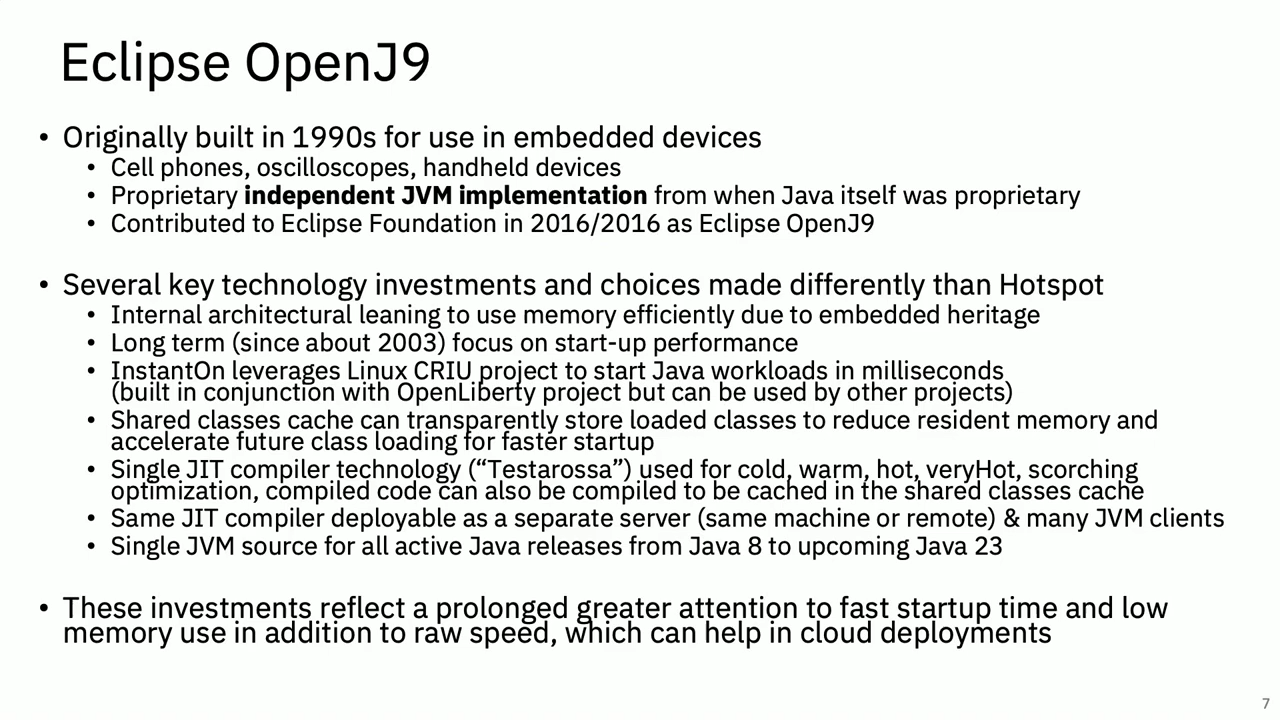 Eclipse OpenJ9
• Originally built in 1990s for use in embedded devices
• Cell phones, oscilloscopes, handheld devices
• Proprietary independent JVM implementation from when Java itself was proprietary
• Contributed to Eclipse Foundation in 2016/2016 as Eclipse OpenJ9
• Several key technology investments and choices made differently than Hotspot
• Internal architectural leaning to use memory efficiently due to embedded heritage
• Long term (since about 2003) focus on start-up performance
• InstantOn leverages Linux CRIU project to start Java workloads in milliseconds
(built in conjunction with OpenLiberty project but can be used by other projects)
• Shared classes cache can transparently store loaded classes to reduce resident memory and
accelerate future class loading for faster startup
• Single JIT compiler technology (“Testarossa”) used for cold, warm, hot, veryHot, scorching
optimization, compiled code can also be compiled to be cached in the shared classes cache
• Same JIT compiler deployable as a separate server (same machine or remote) & many JVM clients
• Single JVM source for all active Java releases from Java 8 to upcoming Java 23
• These investments reflect a prolonged greater attention to fast startup time and low
memory use in addition to raw speed, which can help in cloud deployments
7